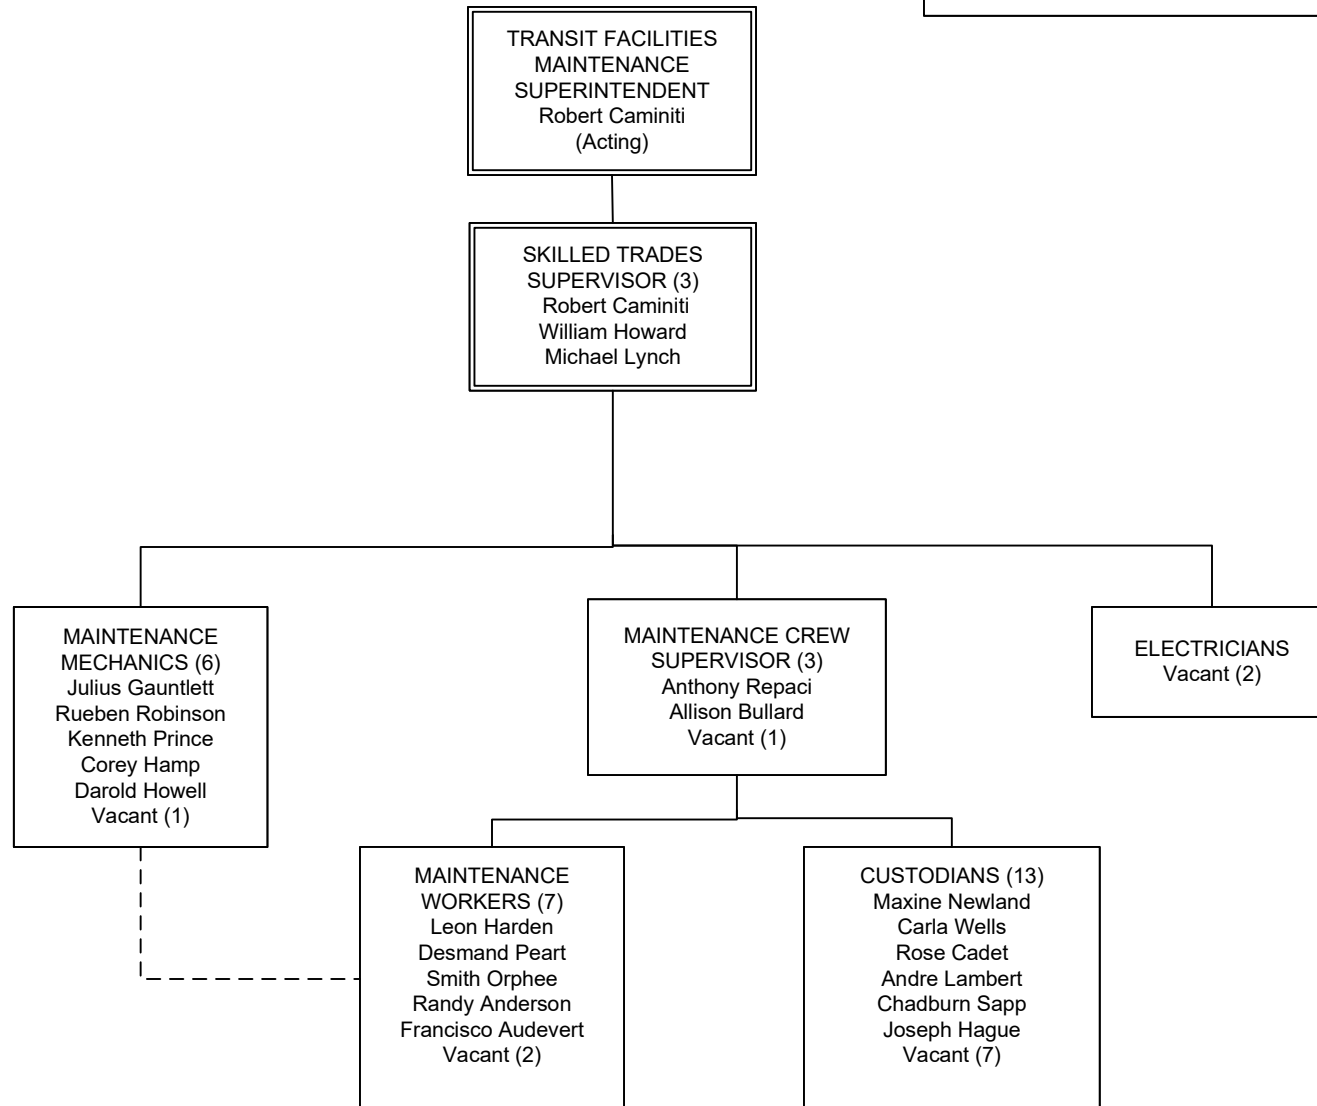 TRANSIT FACILITIES
MAINTENANCE
SUPERINTENDENT
Robert Caminiti
(Acting)
SKILLED TRADES
SUPERVISOR (3)
Robert Caminiti
William Howard
Michael Lynch
MAINTENANCE
MECHANICS (6)
Julius Gauntlett
Rueben Robinson
Kenneth Prince
Corey Hamp
Darold Howell
Vacant (1)
MAINTENANCE CREW
SUPERVISOR (3)
Anthony Repaci
Allison Bullard
Vacant (1)
ELECTRICIANS
Vacant (2)
MAINTENANCE
WORKERS (7)
Leon Harden
Desmand Peart
Smith Orphee
Randy Anderson
Francisco Audevert
Vacant (2)
CUSTODIANS (13)
Maxine Newland
Carla Wells
Rose Cadet
Andre Lambert
Chadburn Sapp
Joseph Hague
Vacant (7)